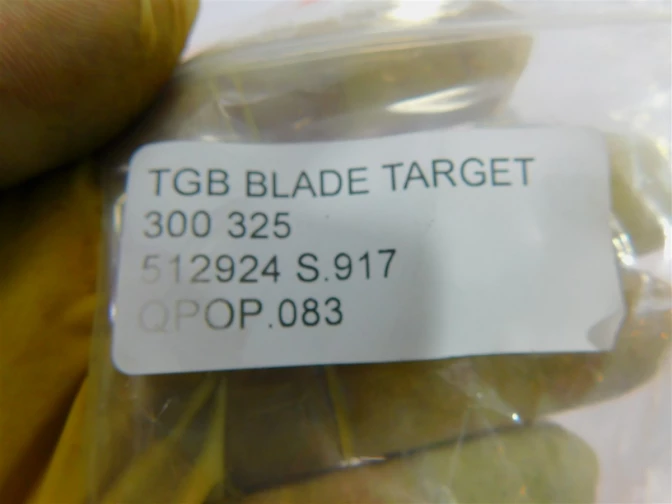 TGB BLADE TARGET
300 325
512924 S.917
QPOP.083